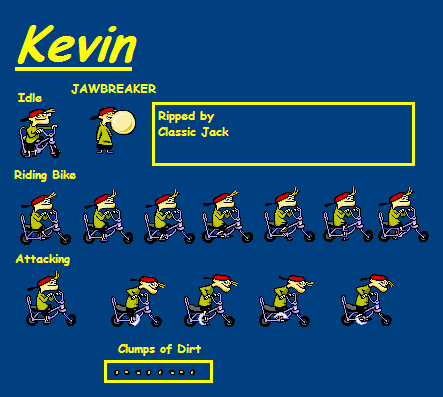 Kevin
JAWBREAKER
Idle
Ripped by
Classic Jack
Riding Bike
Attacking
Clumps of Dirt